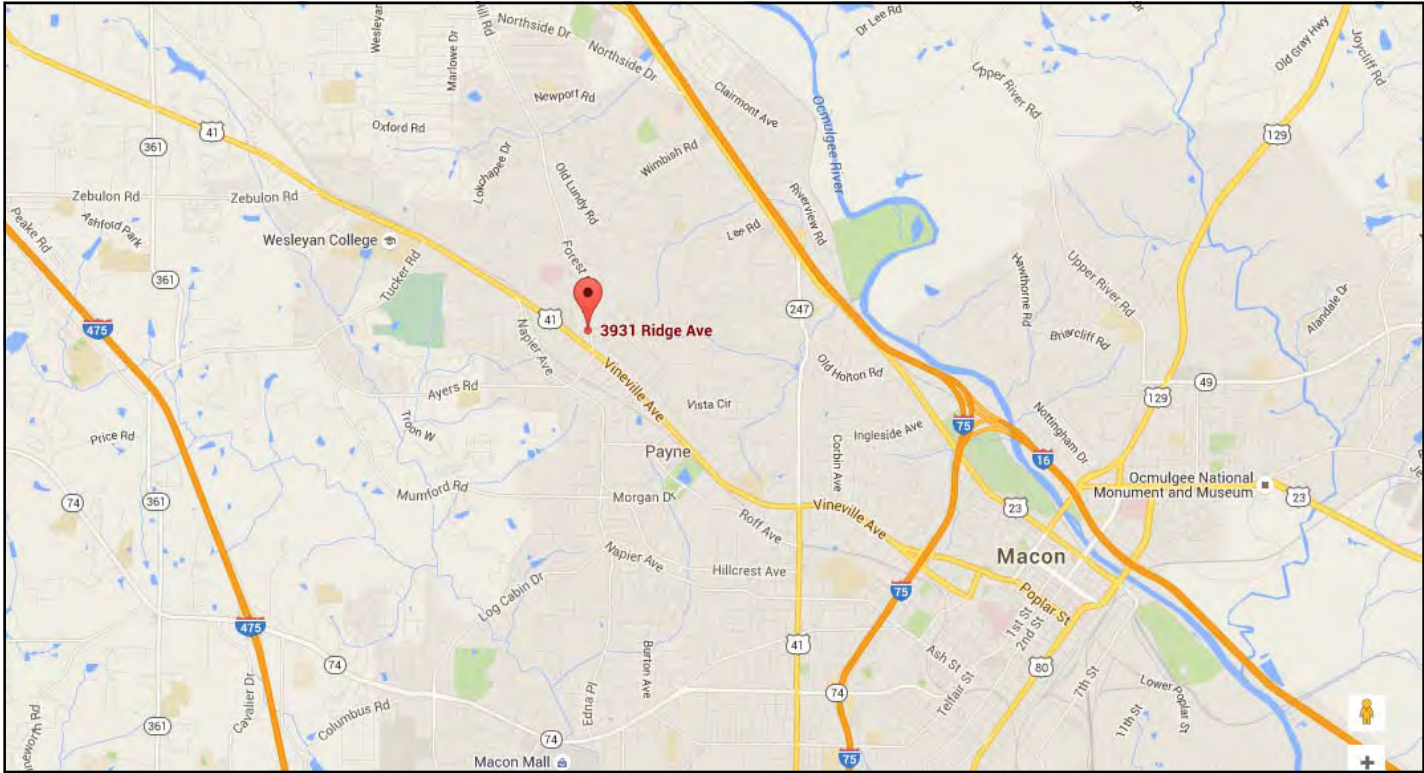 Wesleyan
Marlowe Dr
Hill Rd
Northside Dr
Northside Dr
Dr Lee Rd
Old Gray Hwy
Joycliff Rd
Upper River Rd
Newport Rd
Clairmont Ave
Ocmulgee River
41
361
Oxford Rd
129
Wimbish Rd
Lokchapee Dr
Old Lundy Rd
Zebulon Rd
Zebulon Rd
Peake Rd
Ashford Park
Riverview Rd
Lee Rd
Wesleyan College
Forest
Tucker Rd
361
Hawthorne Rd
Upper River Rd
Alandale Dr
475
41
3931 Ridge Ave
247
Napier Ave
Briarcliff Rd
Vineville Ave
Old Holton Rd
Ayers Rd
49
129
Vista Cir
Troon W
Price Rd
Ingleside Ave
75
Nottingham Dr
Corbin Ave
Payne
16
Ocmulgee National
Monument and Museum
23
74
361
Mumford Rd
Morgan D
Vineville Ave
23
Roff Ave
Napier Ave
Hillcrest Ave
Macon
Log Cabin Dr
75
Poplar St
1st St
2nd St
475
41
Burton Ave
Ash St
80
74
Telfair St
7th St
Lower Poplar St
Cavalier Dr
Edna Pl
74
11th St
361
Columbus Rd
74
Macon Mall
75
+